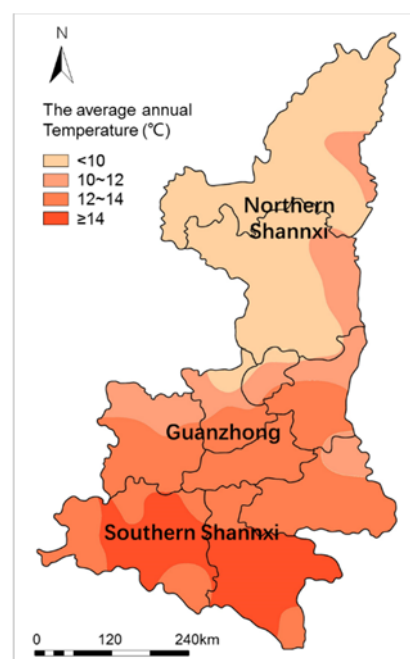 N
The average annual
Temperature (℃)
<10
10~12
12~14
≥14
Northern
Shannxi
Guanzhong
Southern Shannxi
0 120 240km